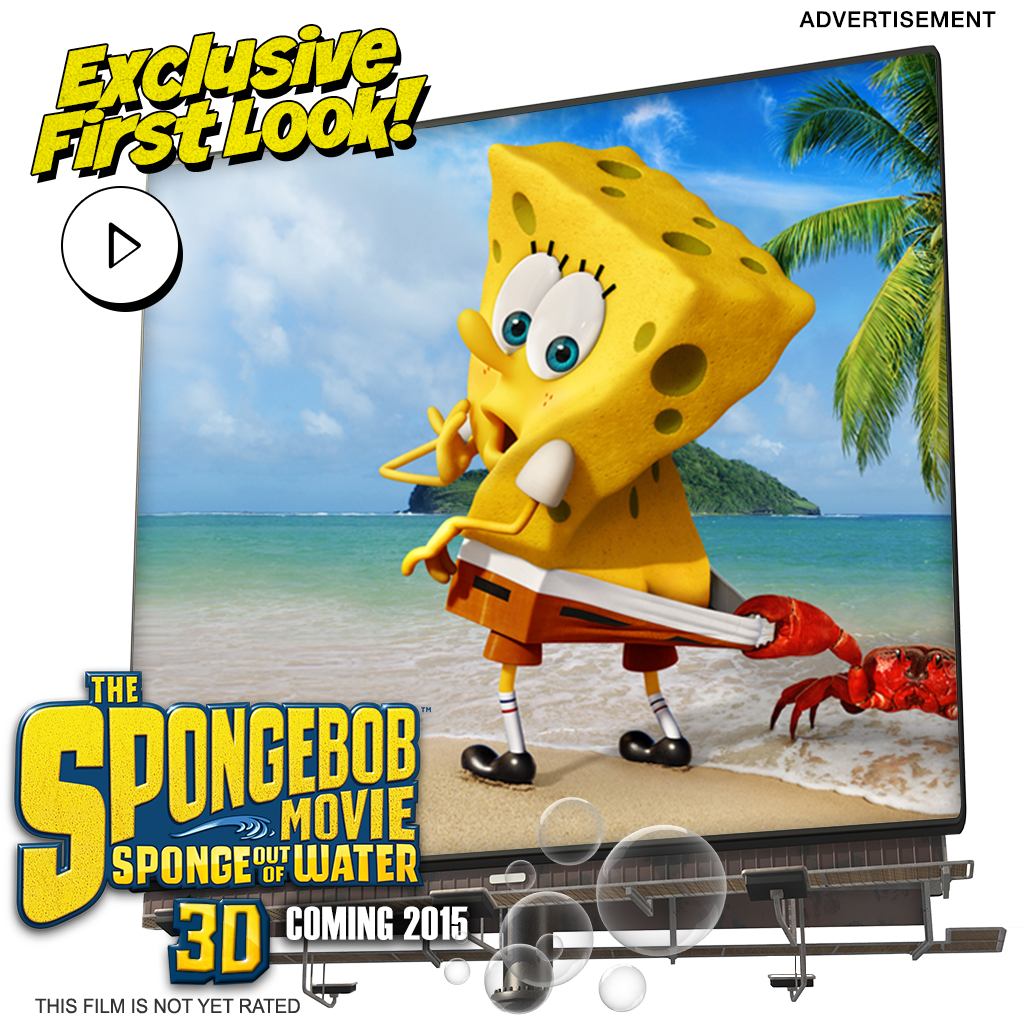 ADVERTISEMENT
Exclusive
First Look!
THE
SPONGEBOB™
MOVIE
SPONGE OUT OF WATER
3D COMING 2015
THIS FILM IS NOT YET RATED